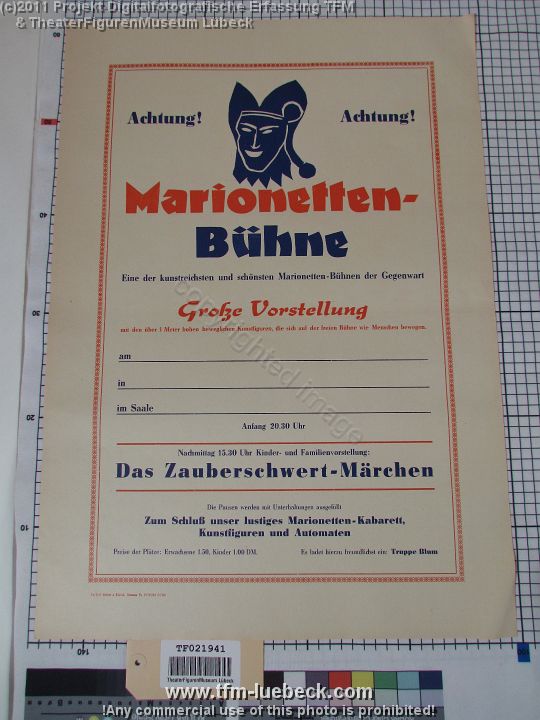 (c)2011 Projekt Digitalfotografische Erfassung TFM
& TheaterFigurenMuseum Lübeck
Achtung! Achtung!
Marionetten-
Bühne
Eine der kunstreichsten und schönsten Marionetten-Bühnen der Gegenwart
Große Vorstellung
mit den über 1 Meter hohen beweglichen Kunstfiguren, die sich auf der freien Bühne wie Menschen bewegen.
am
in
im Saale
Anfang 20.30 Uhr
copyrighted image
Nachmittag 15.30 Uhr Kinder- und Familienvorstellung:
Das Zauberschwert-Märchen
Die Pausen werden mit Unterhaltungen ausgefüllt
Zum Schluß unser lustiges Marionetten-Kabarett,
Kunstfiguren und Automaten
Preise der Plätze: Erwachsene 1.50, Kinder 1.00 DM.
Es ladet hierzu freundlichst ein: Truppe Blum
TF021941
TheaterFigurenMuseum Lübeck
www.tfm-luebeck.com
!Any commercial use of this photo is prohibited!